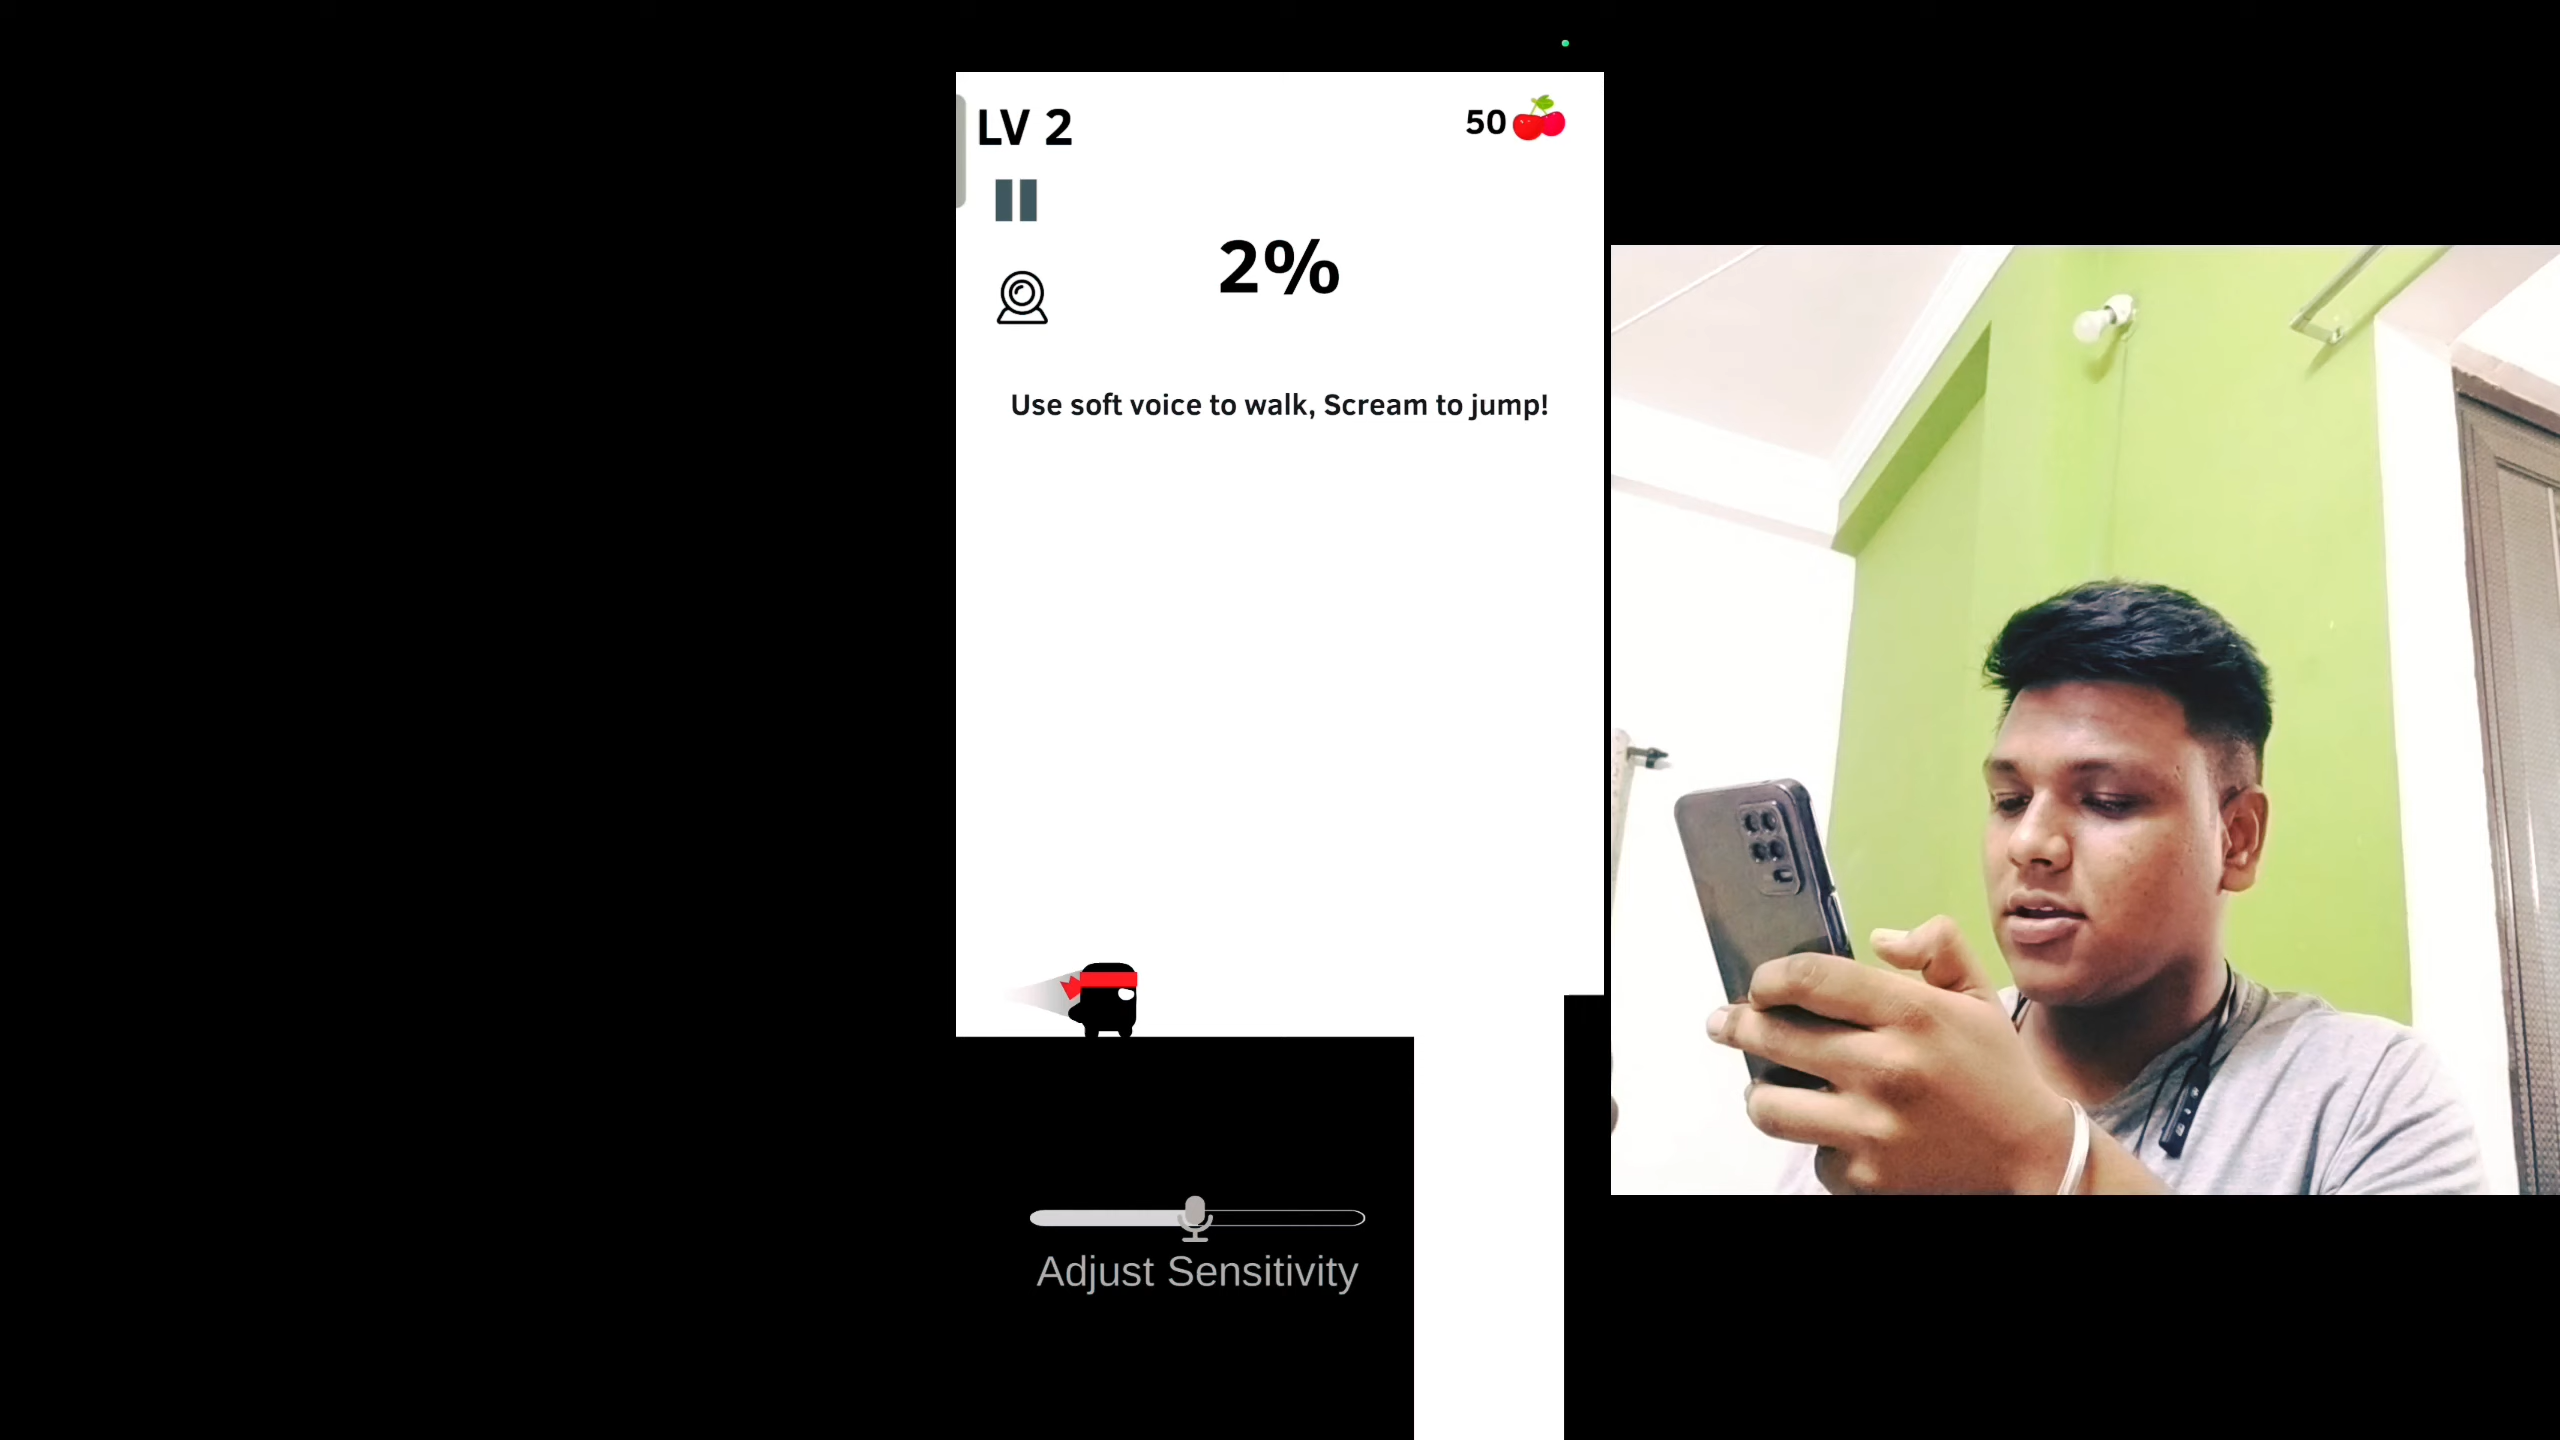 LV 2
50
2%
Use soft voice to walk, Scream to jump!
Adjust Sensitivity